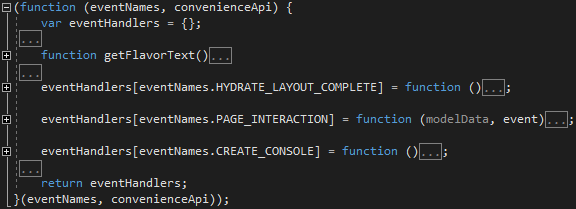 (function (eventNames, convenienceApi) {
var eventHandlers = {};
...
function getFlavorText()...
...
eventHandlers[eventNames.HYDRATE_LAYOUT_COMPLETE] = function ()...;
eventHandlers[eventNames.PAGE_INTERACTION] = function (modelData, event)...;
eventHandlers[eventNames.CREATE_CONSOLE] = function ()...;
...
return eventHandlers;
}(eventNames, convenienceApi));